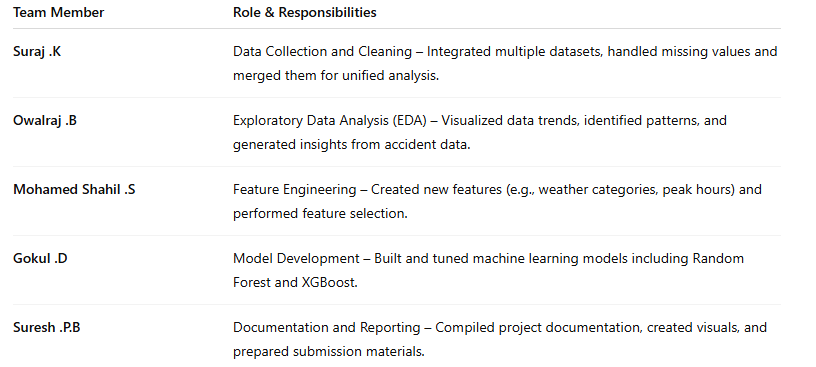 Team Member Role & Responsibilities
Suraj .K Data Collection and Cleaning – Integrated multiple datasets, handled missing values and
merged them for unified analysis.
Owalraj .B Exploratory Data Analysis (EDA) – Visualized data trends, identified patterns, and
generated insights from accident data.
Mohamed Shahil .S Feature Engineering – Created new features (e.g., weather categories, peak hours) and
performed feature selection.
Gokul .D Model Development – Built and tuned machine learning models including Random
Forest and XGBoost.
Suresh .P.B Documentation and Reporting – Compiled project documentation, created visuals, and
prepared submission materials.